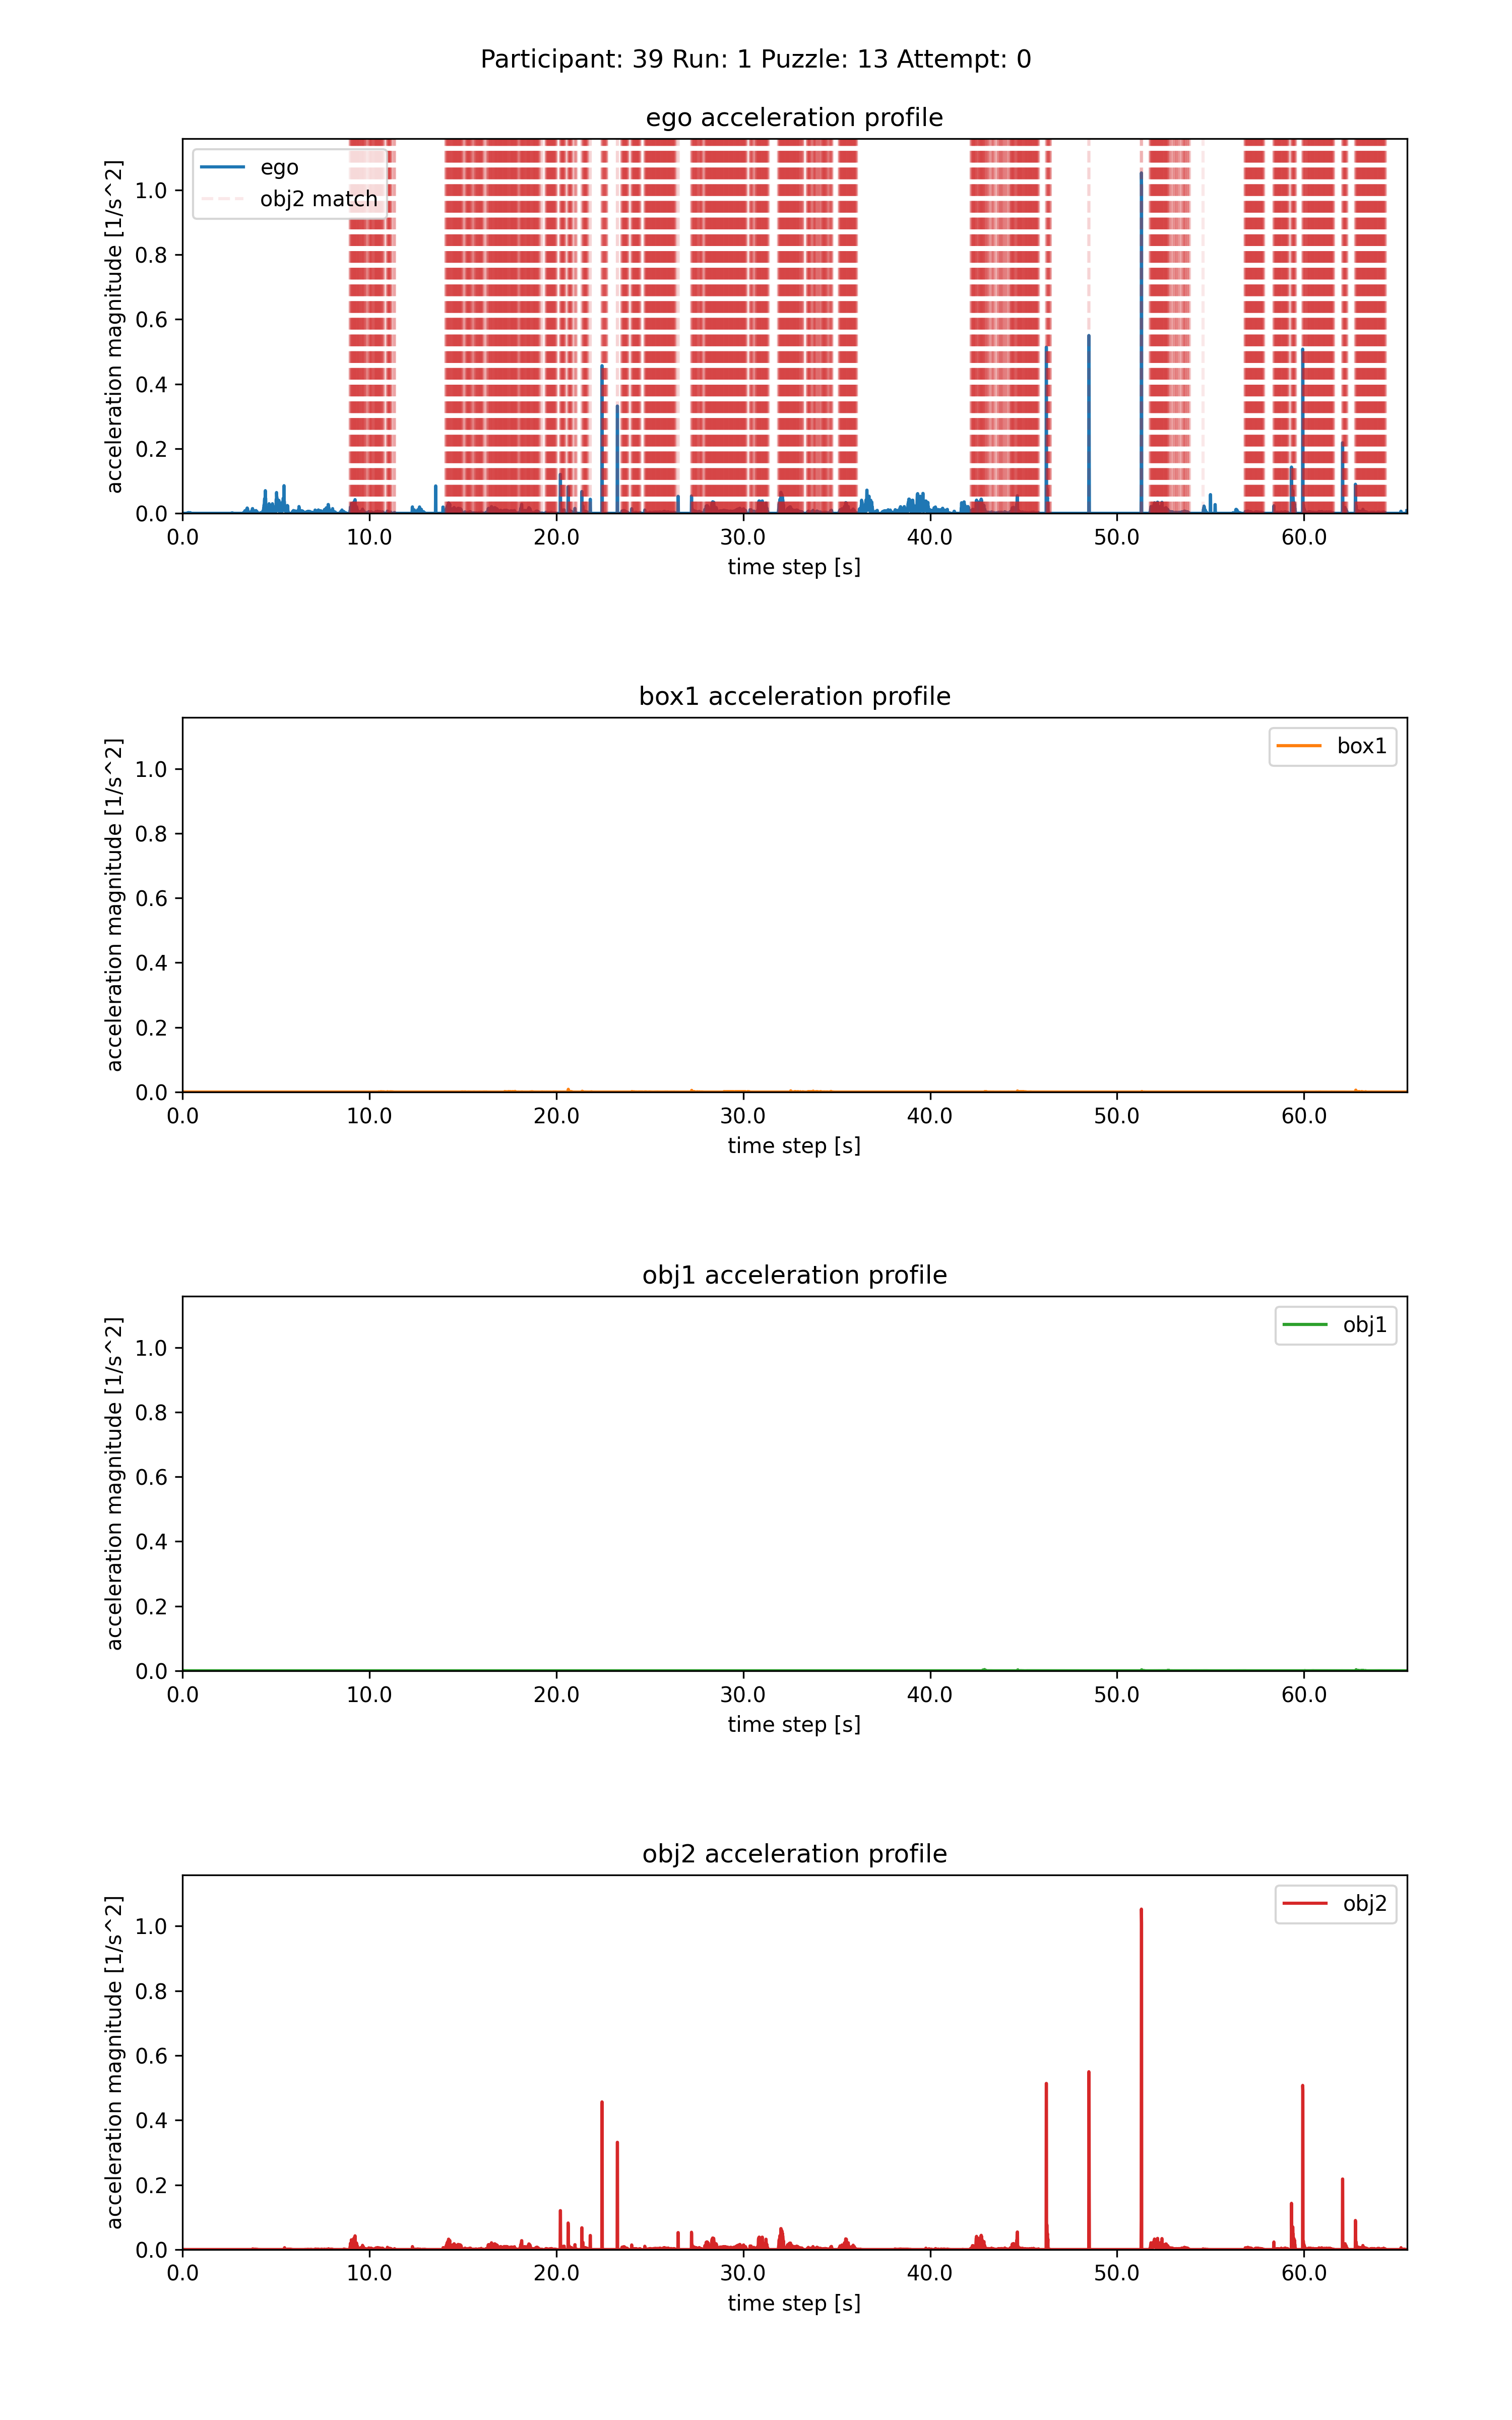 Participant: 39 Run: 1 Puzzle: 13 Attempt: 0
ego acceleration profile
acceleration magnitude [1/s^2]
1.0
0.8
0.6
0.4
0.2
0.0
ego
obj2 match
0.0 10.0 20.0 30.0 40.0 50.0 60.0
time step [s]
box1 acceleration profile
acceleration magnitude [1/s^2]
1.0
0.8
0.6
0.4
0.2
0.0
box1
0.0 10.0 20.0 30.0 40.0 50.0 60.0
time step [s]
obj1 acceleration profile
acceleration magnitude [1/s^2]
1.0
0.8
0.6
0.4
0.2
0.0
obj1
0.0 10.0 20.0 30.0 40.0 50.0 60.0
time step [s]
obj2 acceleration profile
acceleration magnitude [1/s^2]
1.0
0.8
0.6
0.4
0.2
0.0
obj2
0.0 10.0 20.0 30.0 40.0 50.0 60.0
time step [s]